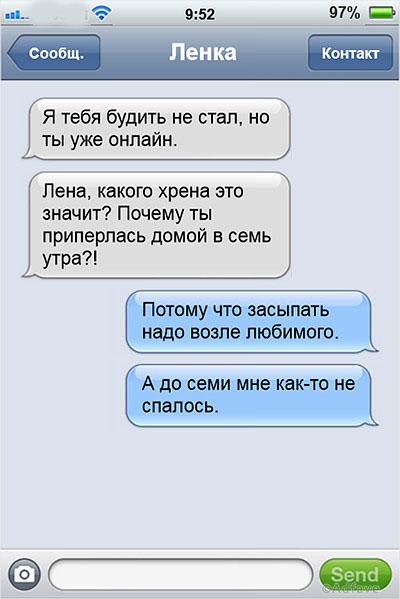 9:52
97%
Сообщ.
Ленка
Контакт
Я тебя будить не стал, но
ты уже онлайн.
Лена, какого хрена это
значит? Почему ты
приперлась домой в семь
утра?!
Потому что засыпать
надо возле любимого.
А до семи мне как-то не
спалось.
Send
©Adfave